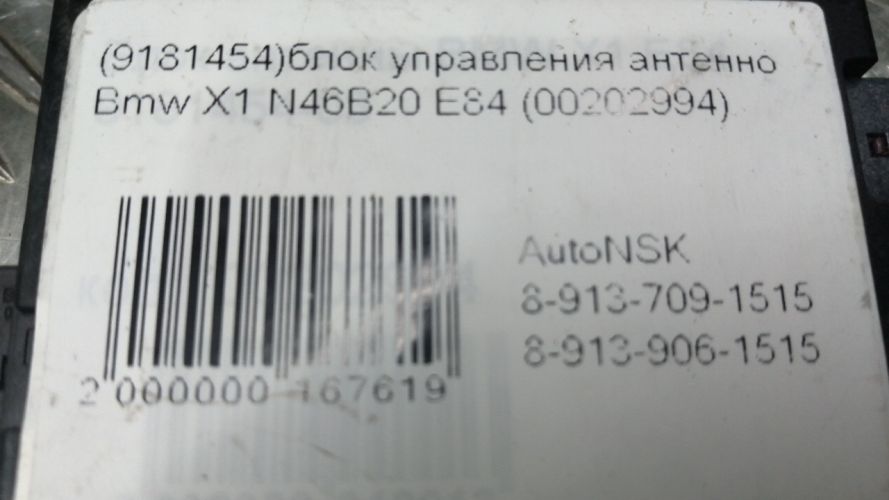 (9181454)блок управления антенно
Bmw X1 N46B20 E84 (00202994)
AutoNSK
8-913-709-1515
8-913-906-1515
2 000000 167619